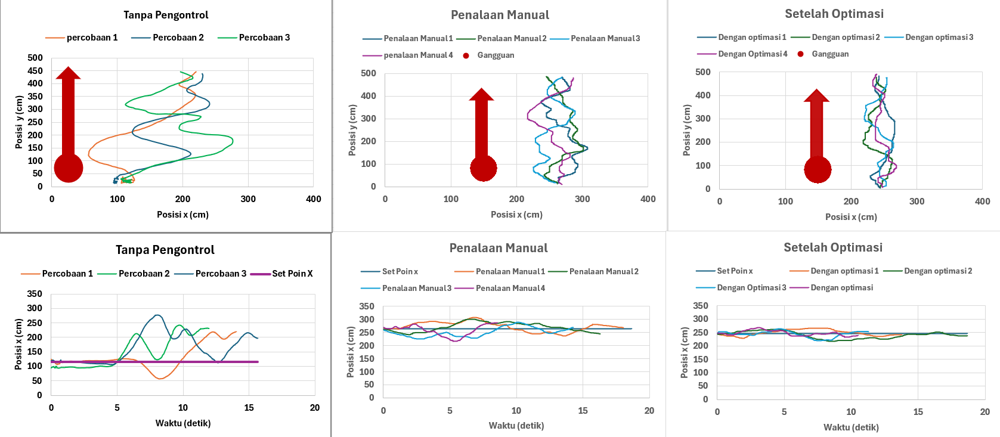 Tanpa Pengontrol
percobaan 1 Percobaan 2 Percobaan 3
500
450
400
350
300
250
200
150
100
50
0
0 100 200 300 400
Posisi y (cm)
Posisi x (cm)
Penalaan Manual
Penalaan Manual 1 Penalaan Manual 2 Penalaan Manual 3
penalaan Manual 4 Gangguan
500
400
300
200
100
0
0 100 200 300 400
Posisi y (cm)
Posisi x (cm)
Setelah Optimasi
Dengan optimasi 1 Dengan optimasi 2 Dengan optimasi 3
Dengan Optimasi 4 Gangguan
500
400
300
200
100
0
0 100 200 300 400
Posisi y (cm)
Posisi x (cm)
Tanpa Pengontrol
Percobaan 1 Percobaan 2 Percobaan 3 Set Poin X
350
300
250
200
150
100
50
0
0 5 10 15 20
Posisi x (cm)
Waktu (detik)
Penalaan Manual
Set Poin x Penalaan Manual 1 Penalaan Manual 2
Penalaan Manual 3 Penalaan Manual 4
350
300
250
200
150
100
50
0
0 5 10 15 20
Posisi x (cm)
Waktu (detik)
Setelah Optimasi
Set Poin x Dengan optimasi 1 Dengan optimasi 2
Dengan Optimasi 3 Dengan optimasi
350
300
250
200
150
100
50
0
0 5 10 15 20
Posisi x (cm)
Waktu (detik)